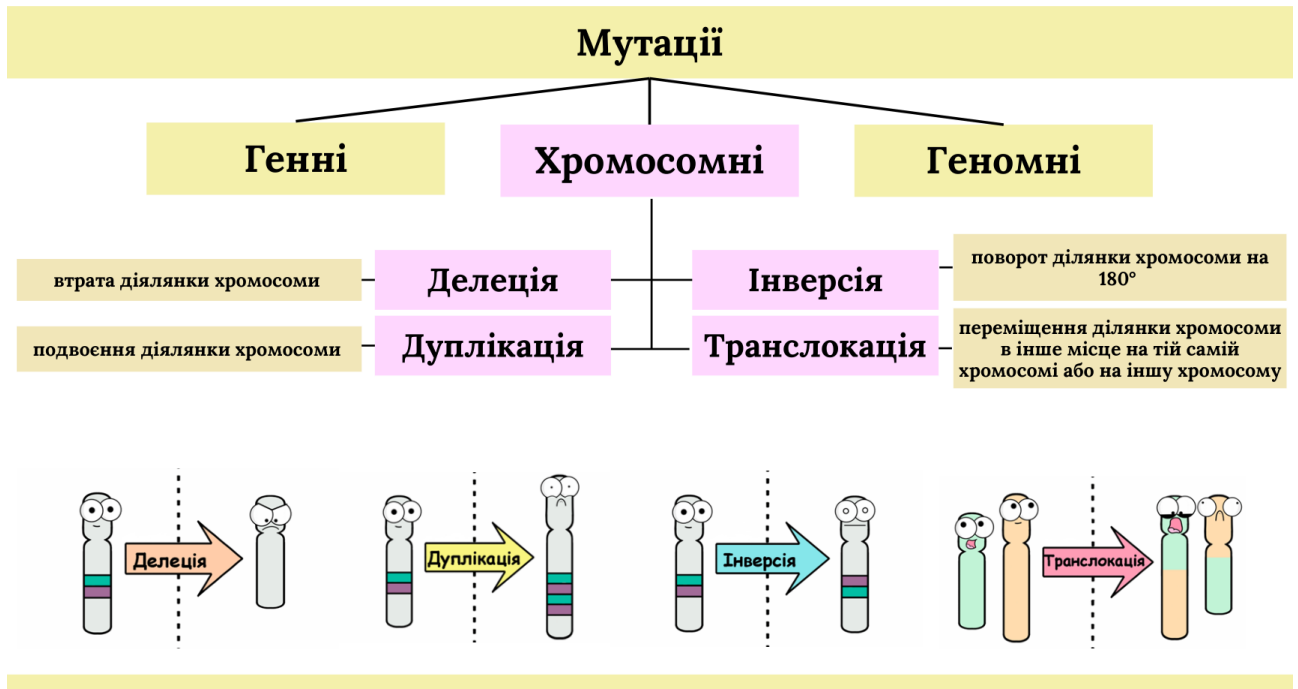 Мутації
Генні
Хромосомні
Геномні
втрата діялянки хромосоми
Делеція
Інверсія
поворот ділянки хромосоми на
180°
подвоєння діялянки хромосоми
Дуплікація
Транслокація
переміщення ділянки хромосоми
в інше місце на тій самій
хромосомі або на іншу хромосому
Делеція
Дуплікація
Інверсія
Транслокація